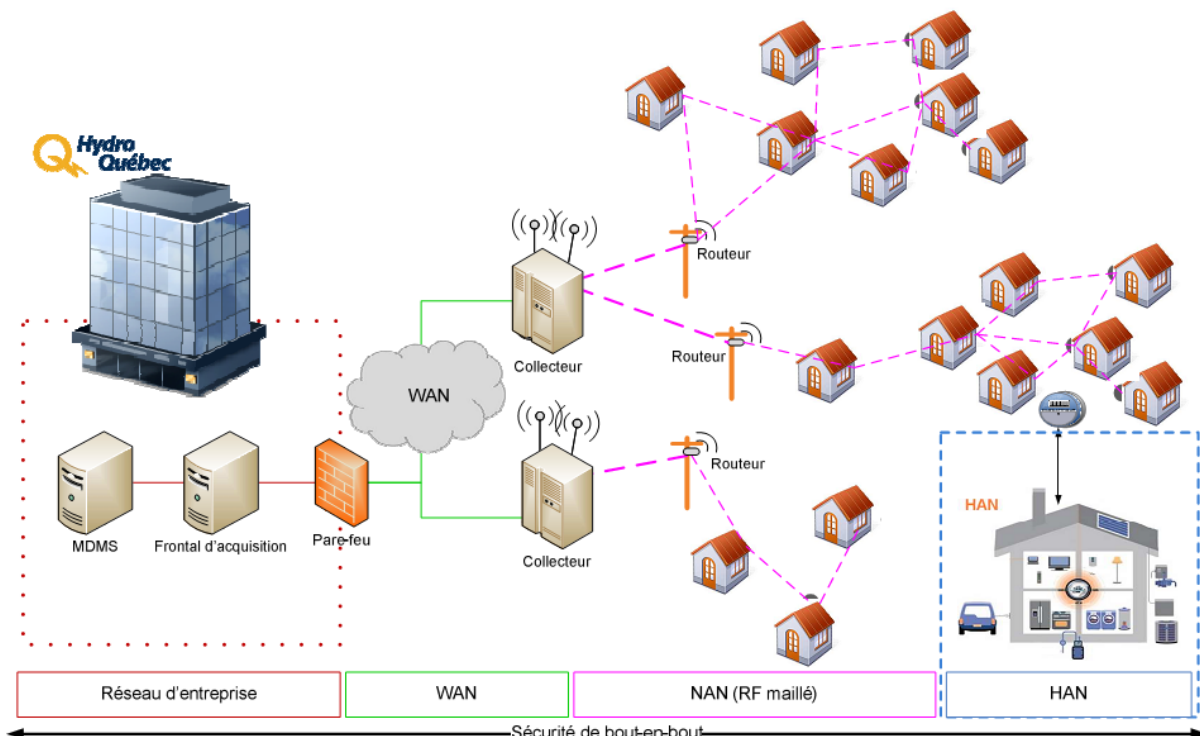 Hydro
Québec
Routeur
Collecteur
Routeur
WAN
Routeur
HAN
MDMS
Frontal d'acquisition
Pare-feu
Collecteur
Réseau d'entreprise
WAN
NAN (RF maillé)
HAN
Sécurité de bout-en-bout